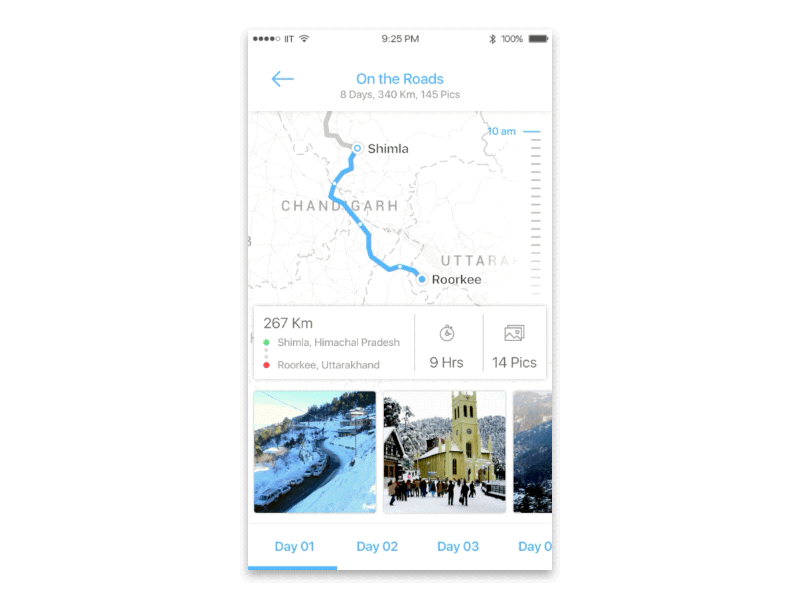 IIT
9:25 PM
100%
On the Roads
8 Days, 340 Km, 145 Pics
10 am
Shimla
CHANDIGARH
UTTARA
Roorkee
267 Km
Shimla, Himachal Pradesh
Roorkee, Uttarakhand
9 Hrs
14 Pics
Day 01
Day 02
Day 03
Day 0